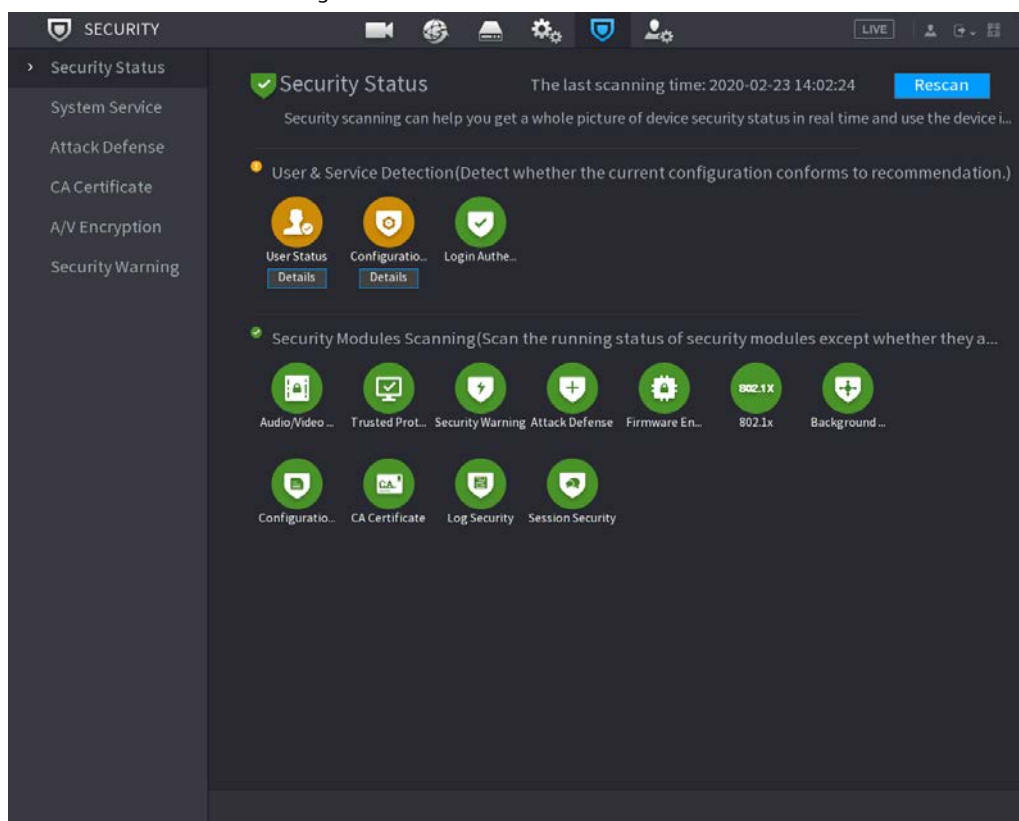 SECURITY
LIVE
Security Status
System Service
Attack Defense
CA Certificate
A/V Encryption
Security Warning
Security Status The last scanning time: 2020-02-23 14:02:24 Rescan
Security scanning can help you get a whole picture of device security status in real time and use the device i...
User & Service Detection(Detect whether the current configuration conforms to recommendation.)
User Status Configuratio... Login Authe...
Details Details
Security Modules Scanning(Scan the running status of security modules except whether they a...
802.1X
Audio/Video ... Trusted Prot... Security Warning Attack Defense Firmware En... 802.1x Background ...
CA.
Configuratio... CA Certificate Log Security Session Security